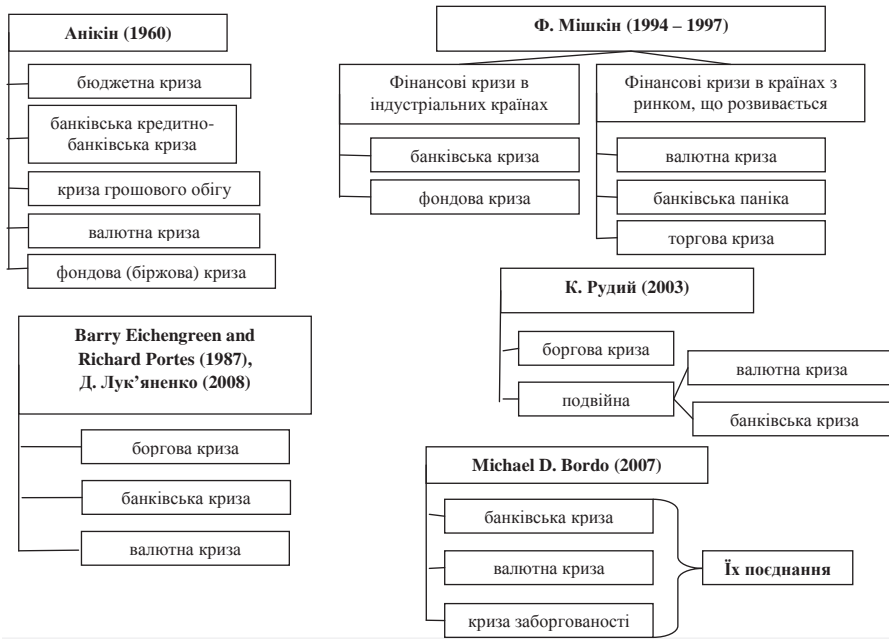 Анікін (1960)
бюджетна криза
банківська кредитно-
банківська криза
криза грошового обігу
валютна криза
фондова (біржова) криза
Ф. Мішкін (1994 – 1997)
Фінансові кризи в
індустріальних країнах
банківська криза
фондова криза
Фінансові кризи в країнах з
ринком, що розвивається
валютна криза
банківська паніка
торгова криза
Barry Eichengreen and
Richard Portes (1987),
Д. Лук’яненко (2008)
боргова криза
банківська криза
валютна криза
К. Рудий (2003)
боргова криза
подвійна
валютна криза
банківська криза
Michael D. Bordo (2007)
банківська криза
валютна криза
криза заборгованості
Їх поєднання